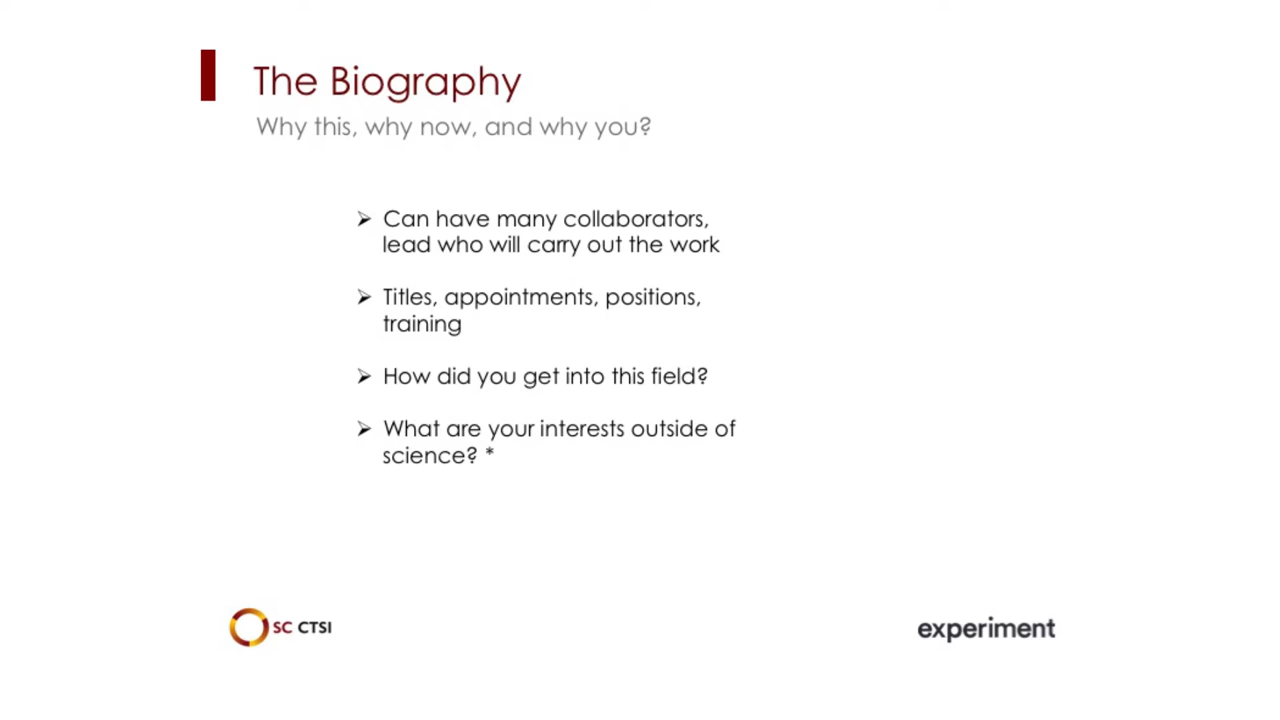 The Biography
Why this, why now, and why you?
➤ Can have many collaborators,
lead who will carry out the work
➤ Titles, appointments, positions,
training
➤ How did you get into this field?
➤ What are your interests outside of
science? *
SC CTSI
experiment